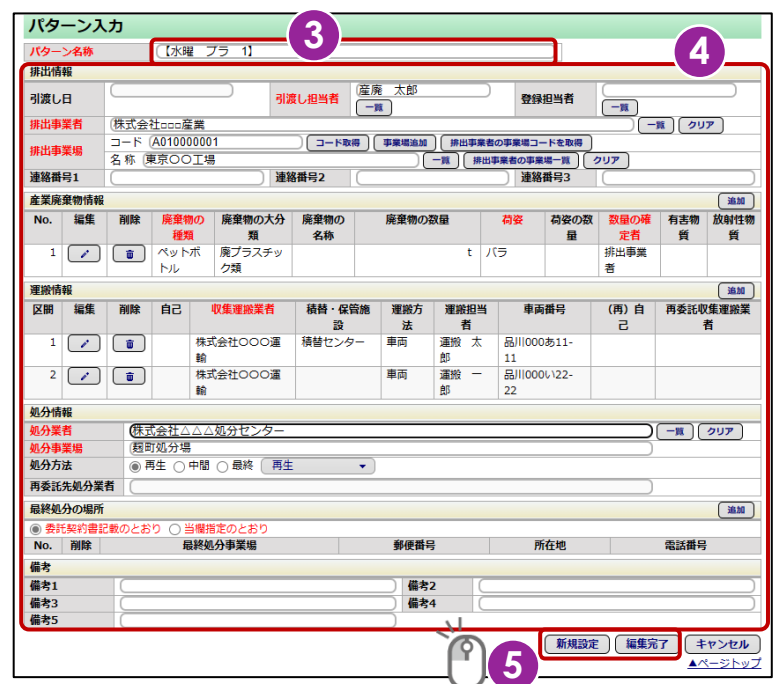 パターン入力
③
パターン名称 【水曜 プラ 1】
④
排出情報
引渡し日 引渡し担当者 産廃 太郎 一覧 登録担当者 一覧
排出事業者 株式会社□□□産業 一覧 クリア
排出事業場 コード A010000001 コード取得 事業場追加 排出事業者の事業場コードを取得
名称 東京〇〇工場 一覧 排出事業者の事業場一覧 クリア
連絡番号1 連絡番号2 連絡番号3
産業廃棄物情報 追加
No. 編集 削除 廃棄物の種類 廃棄物の大分類 廃棄物の名称 廃棄物の数量 荷姿 荷姿の数量 数量の確定者 有害物質 放射性物質
1 ペットボトル 廃プラスチック類 t バラ 排出事業者
運搬情報 追加
区間 編集 削除 自己 収集運搬業者 積替・保管施設 運搬方法 運搬担当者 車両番号 (再)自己 再委託収集運搬業者
1 株式会社〇〇〇運輸 積替センター 車両 運搬 太郎 品川000あ11-11
2 株式会社〇〇〇運輸 車両 運搬 一郎 品川000い22-22
処分情報
処分業者 株式会社△△△処分センター 一覧 クリア
処分事業場 麹町処分場
処分方法 再生 中間 最終 再生
再委託先処分業者
最終処分の場所 追加
委託契約書記載のとおり 当欄指定のとおり
No. 削除 最終処分事業場 郵便番号 所在地 電話番号
備考
備考1 備考2
備考3 備考4
備考5
新規設定 編集完了 キャンセル
⑤
▲ページトップ